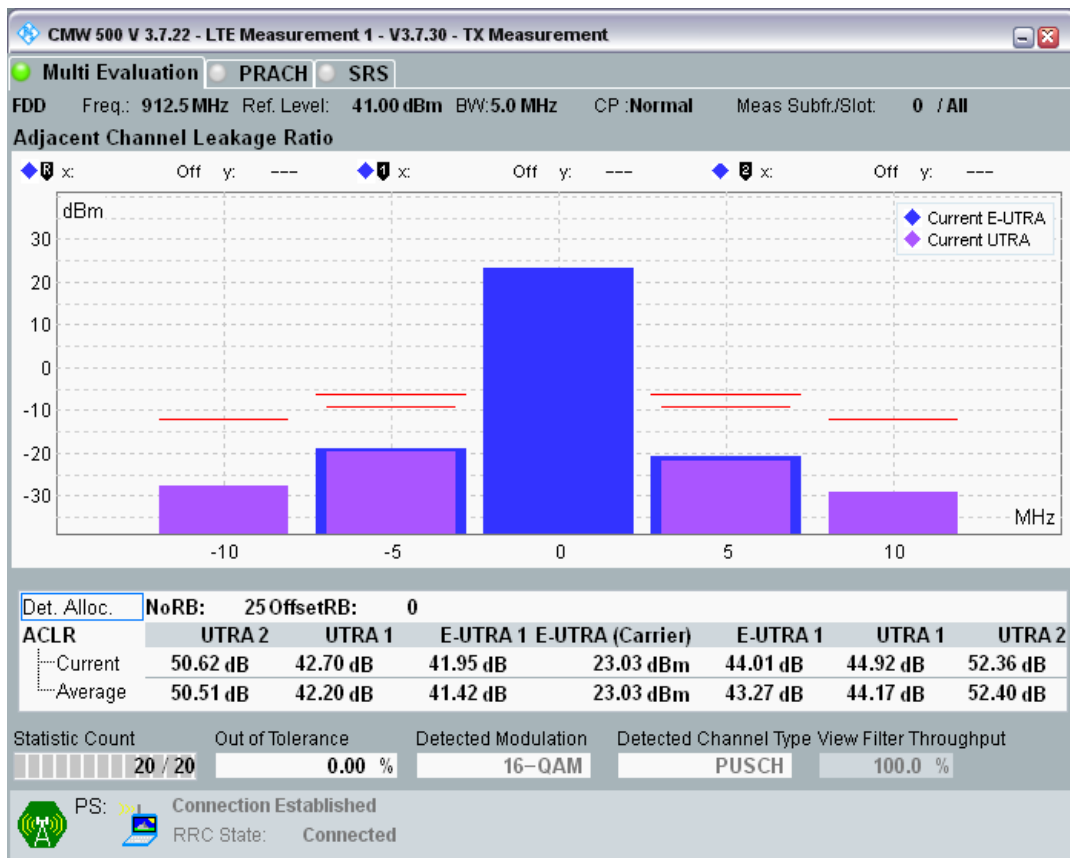 CMW 500 V 3.7.22 - LTE Measurement 1 - V3.7.30 - TX Measurement
Multi Evaluation PRACH SRS
FDD Freq.: 912.5 MHz Ref. Level: 41.00 dBm BW:5.0 MHz CP :Normal Meas Subfr./Slot: 0 / All
Adjacent Channel Leakage Ratio
R x: Off y: --- 1 x: Off y: --- 2 x: Off y: ---
dBm
Current E-UTRA
Current UTRA
30
20
10
0
-10
-20
-30
MHz
-10 -5 0 5 10
Det. Alloc. NoRB: 25 OffsetRB: 0
ACLR UTRA 2 UTRA 1 E-UTRA 1 E-UTRA (Carrier) E-UTRA 1 UTRA 1 UTRA 2
Current 50.62 dB 42.70 dB 41.95 dB 23.03 dBm 44.01 dB 44.92 dB 52.36 dB
Average 50.51 dB 42.20 dB 41.42 dB 23.03 dBm 43.27 dB 44.17 dB 52.40 dB
Statistic Count Out of Tolerance Detected Modulation Detected Channel Type View Filter Throughput
20 / 20 0.00 % 16-QAM PUSCH 100.0 %
PS: Connection Established
RRC State: Connected